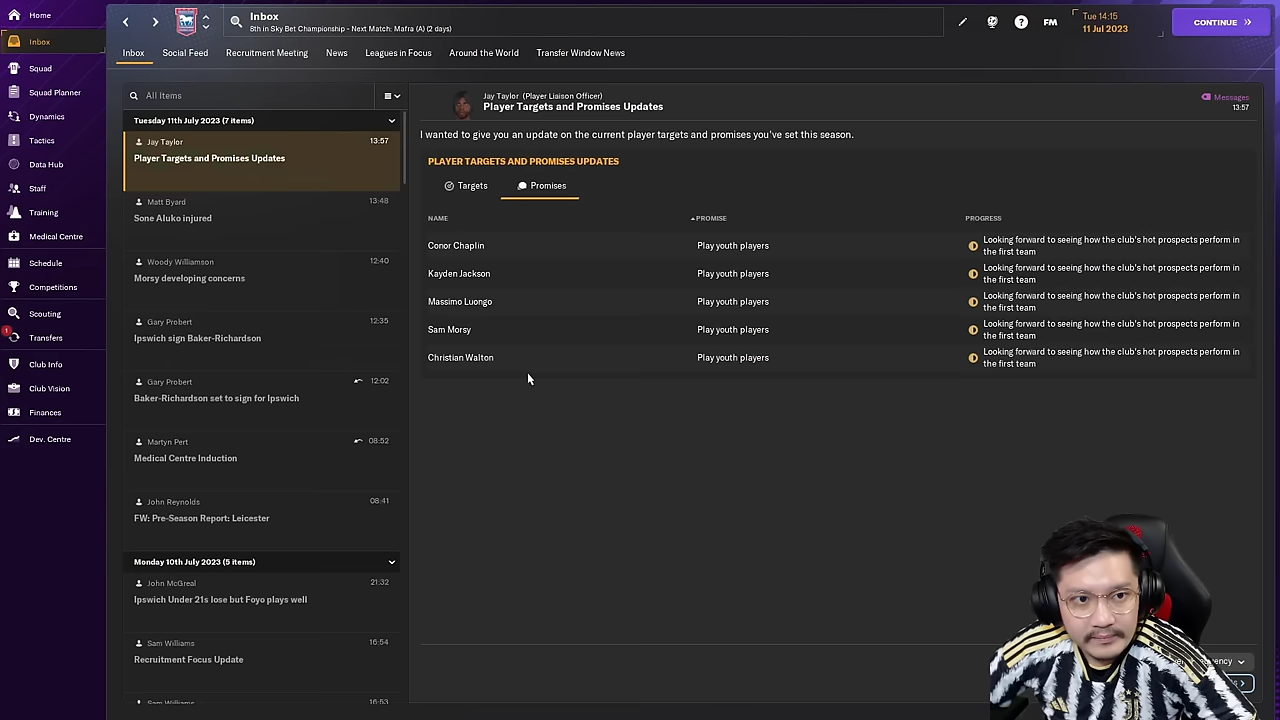 Home
Inbox
Squad
Squad Planner
Dynamics
Tactics
Data Hub
Staff
Training
Medical Centre
Schedule
Competitions
Scouting
1
Transfers
Club Info
Club Vision
Finances
Dev. Centre
Inbox
8th in Sky Bet Championship - Next Match: Mafra (A) (2 days)
?
FM
Tue 14:15
11 Jul 2023
CONTINUE
Inbox
Social Feed
Recruitment Meeting
News
Leagues in Focus
Around the World
Transfer Window News
All Items
Tuesday 11th July 2023 (7 items)
Jay Taylor 13:57
Player Targets and Promises Updates
Matt Byard 13:48
Sone Aluko injured
Woody Williamson 12:40
Morsy developing concerns
Gary Probert 12:35
Ipswich sign Baker-Richardson
Gary Probert 12:02
Baker-Richardson set to sign for Ipswich
Martyn Pert 08:52
Medical Centre Induction
John Reynolds 08:41
FW: Pre-Season Report: Leicester
Monday 10th July 2023 (5 items)
John McGreal 21:32
Ipswich Under 21s lose but Foyo plays well
Sam Williams 16:54
Recruitment Focus Update
Sam Williams 16:53
Jay Taylor (Player Liaison Officer)
Player Targets and Promises Updates
Messages
13:57
I wanted to give you an update on the current player targets and promises you've set this season.
PLAYER TARGETS AND PROMISES UPDATES
Targets
Promises
NAME PROMISE PROGRESS
Conor Chaplin Play youth players Looking forward to seeing how the club's hot prospects perform in
the first team
Kayden Jackson Play youth players Looking forward to seeing how the club's hot prospects perform in
the first team
Massimo Luongo Play youth players Looking forward to seeing how the club's hot prospects perform in
the first team
Sam Morsy Play youth players Looking forward to seeing how the club's hot prospects perform in
the first team
Christian Walton Play youth players Looking forward to seeing how the club's hot prospects perform in
the first team